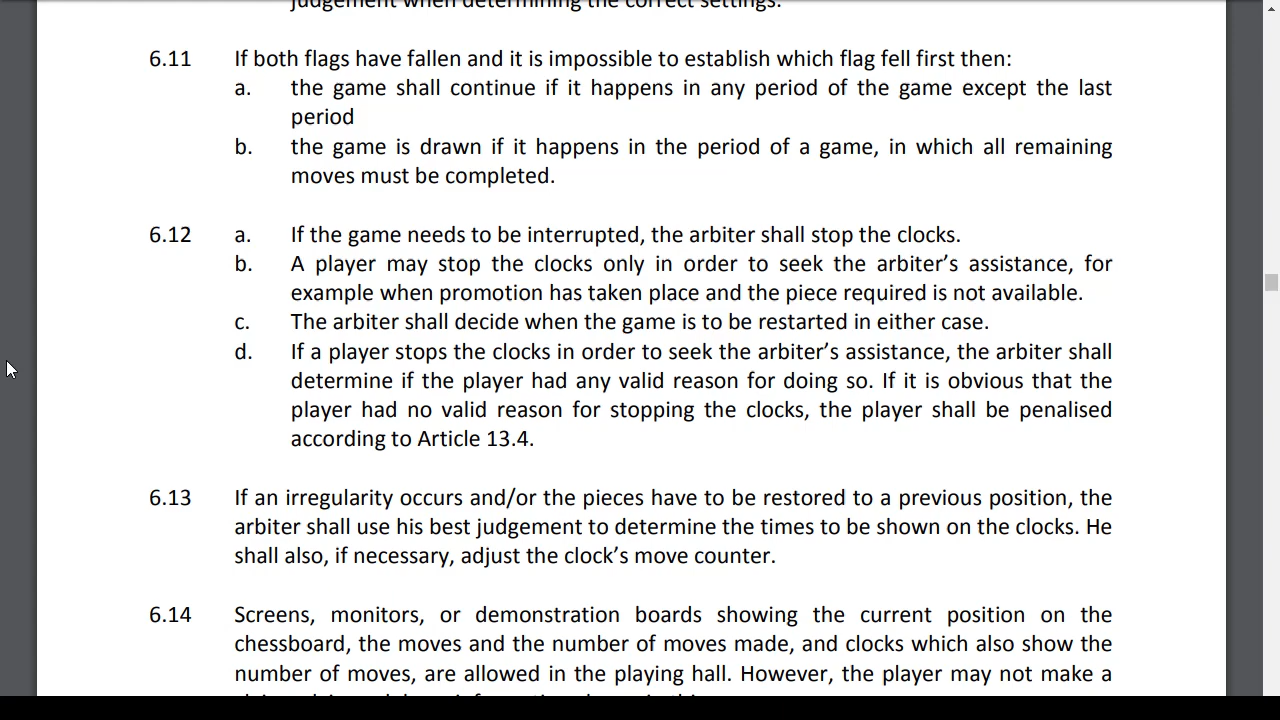 judgement when determining the correct settings.
6.11 If both flags have fallen and it is impossible to establish which flag fell first then:
a. the game shall continue if it happens in any period of the game except the last
period
b. the game is drawn if it happens in the period of a game, in which all remaining
moves must be completed.
6.12 a. If the game needs to be interrupted, the arbiter shall stop the clocks.
b. A player may stop the clocks only in order to seek the arbiter’s assistance, for
example when promotion has taken place and the piece required is not available.
c. The arbiter shall decide when the game is to be restarted in either case.
d. If a player stops the clocks in order to seek the arbiter’s assistance, the arbiter shall
determine if the player had any valid reason for doing so. If it is obvious that the
player had no valid reason for stopping the clocks, the player shall be penalised
according to Article 13.4.
6.13 If an irregularity occurs and/or the pieces have to be restored to a previous position, the
arbiter shall use his best judgement to determine the times to be shown on the clocks. He
shall also, if necessary, adjust the clock’s move counter.
6.14 Screens, monitors, or demonstration boards showing the current position on the
chessboard, the moves and the number of moves made, and clocks which also show the
number of moves, are allowed in the playing hall. However, the player may not make a